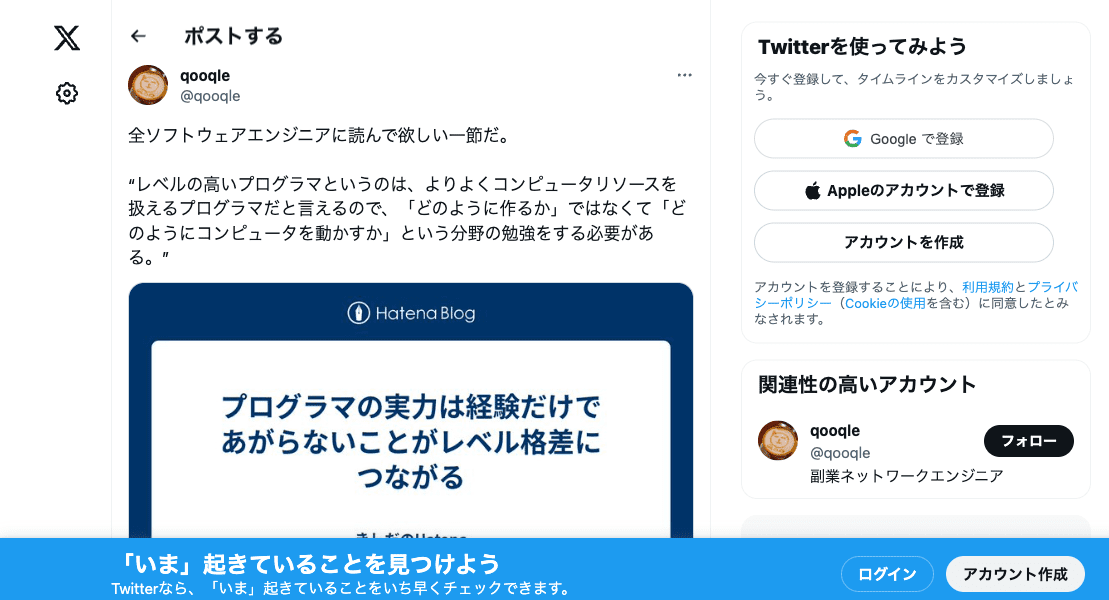 ポストする
qooqle
@qooqle
全ソフトウェアエンジニアに読んで欲しい一節だ。
“レベルの高いプログラマというのは、よりよくコンピュータリソースを
扱えるプログラマだと言えるので、「どのように作るか」ではなくて「ど
のようにコンピュータを動かすか」という分野の勉強をする必要があ
る。”
Hatena Blog
プログラマの実力は経験だけで
あがらないことがレベル格差に
つながる
きしだのHatena
Twitterを使ってみよう
今すぐ登録して、タイムラインをカスタマイズしましょ
う。
Google で登録
Appleのアカウントで登録
アカウントを作成
アカウントを登録することにより、利用規約とプライバ
シーポリシー（Cookieの使用を含む）に同意したとみ
なされます。
関連性の高いアカウント
qooqle
@qooqle
フォロー
副業ネットワークエンジニア
「いま」起きていることを見つけよう
Twitterなら、「いま」起きていることをいち早くチェックできます。
ログイン
アカウント作成